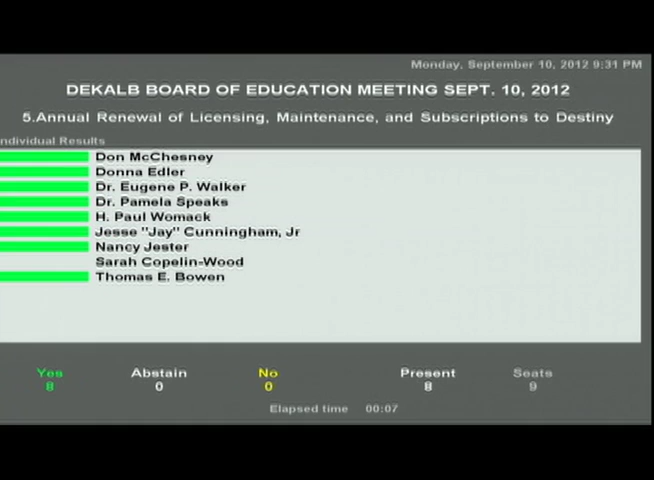 Monday, September 10, 2012 9:31 PM
DEKALB BOARD OF EDUCATION MEETING SEPT. 10, 2012
5.Annual Renewal of Licensing, Maintenance, and Subscriptions to Destiny
ndividual Results
Don McChesney
Donna Edler
Dr. Eugene P. Walker
Dr. Pamela Speaks
H. Paul Womack
Jesse "Jay" Cunningham, Jr
Nancy Jester
Sarah Copelin-Wood
Thomas E. Bowen
Yes Abstain No Present Seats
8 0 0 8 9
Elapsed time 00:07